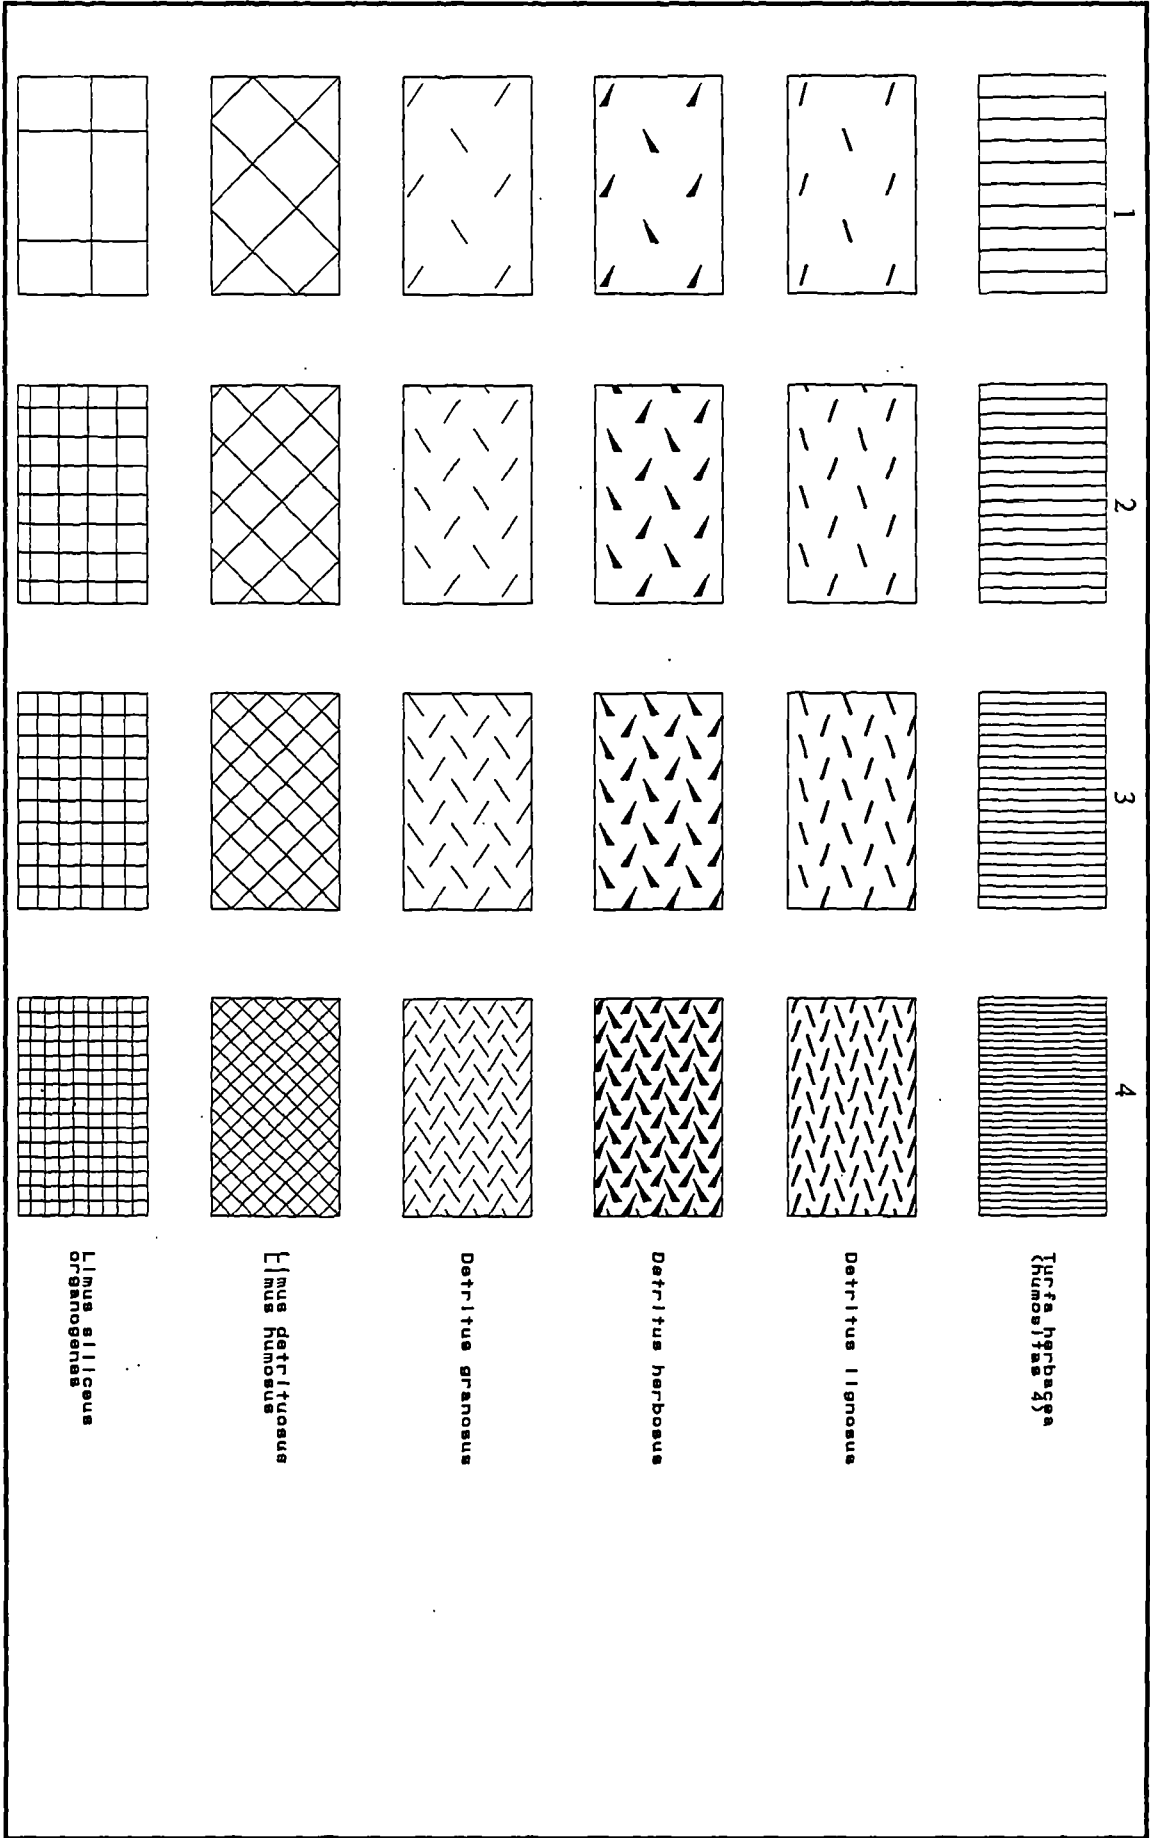 1 2 3 4
Turfa herbacea
(humositas 4)
Detritus lignosus
Detritus herbosus
Detritus granosus
Limus detrituosus
Limus humosus
Limus siliceus
organogenes